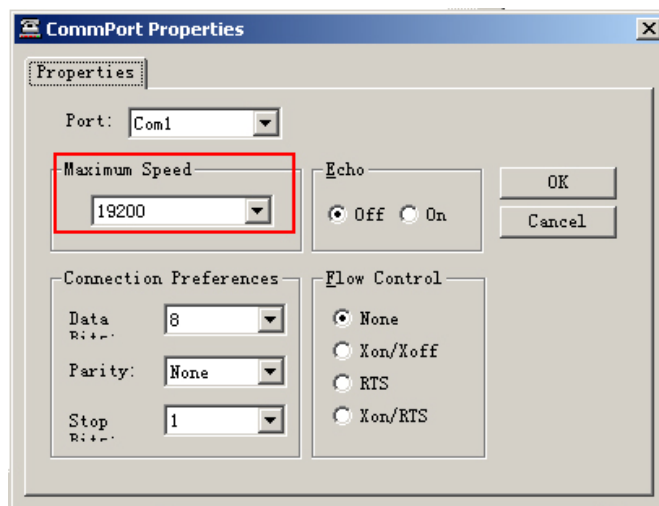 CommPort Properties
Properties
Port: Com1
Maximum Speed
19200
Echo
Off On
OK
Cancel
Connection Preferences
Data 8
Parity: None
Stop 1
Flow Control
None
Xon/Xoff
RTS
Xon/RTS